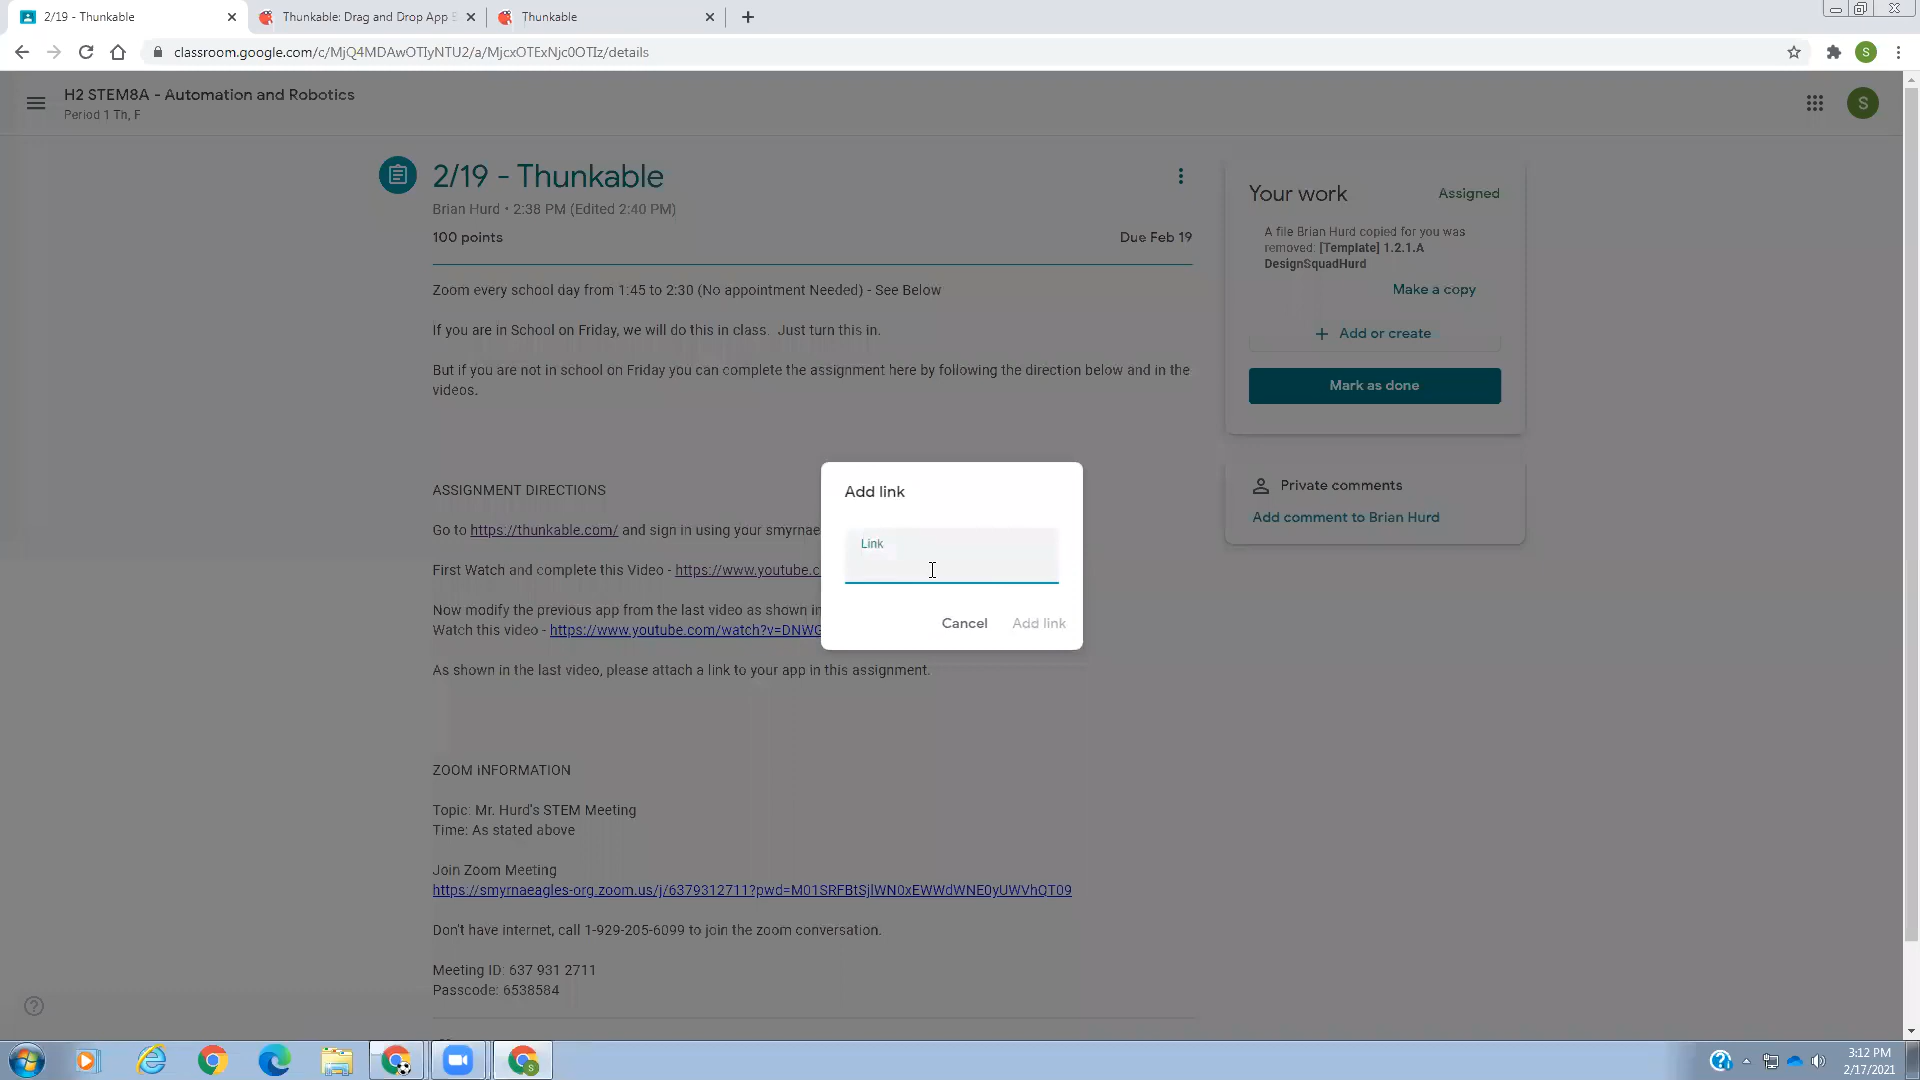 2/19 - Thunkable
Thunkable: Drag and Drop App
Thunkable
classroom.google.com/c/MjQ4MDAwOTIyNTU2/a/MjcxOTExNjc0OTIz/details
S
H2 STEM8A - Automation and Robotics
Period 1 Th, F
S
2/19 - Thunkable
Brian Hurd • 2:38 PM (Edited 2:40 PM)
100 points
Due Feb 19
Zoom every school day from 1:45 to 2:30 (No appointment Needed) - See Below
If you are in School on Friday, we will do this in class. Just turn this in.
But if you are not in school on Friday you can complete the assignment here by following the direction below and in the
videos.
ASSIGNMENT DIRECTIONS
Go to https://thunkable.com/ and sign in using your smyrnae
First Watch and complete this Video - https://www.youtube.c
Now modify the previous app from the last video as shown in
Watch this video - https://www.youtube.com/watch?v=DNWG
As shown in the last video, please attach a link to your app in this assignment.
ZOOM INFORMATION
Topic: Mr. Hurd's STEM Meeting
Time: As stated above
Join Zoom Meeting
https://smyrnaeagles-org.zoom.us/j/6379312711?pwd=M01SRFBtSjlWN0xEWWdWNE0yUWVhQT09
Don't have internet, call 1-929-205-6099 to join the zoom conversation.
Meeting ID: 637 931 2711
Passcode: 6538584
Your work
Assigned
A file Brian Hurd copied for you was
removed: [Template] 1.2.1.A
DesignSquadHurd
Make a copy
+ Add or create
Mark as done
Private comments
Add comment to Brian Hurd
Add link
Link
Cancel
Add link
3:12 PM
2/17/2021